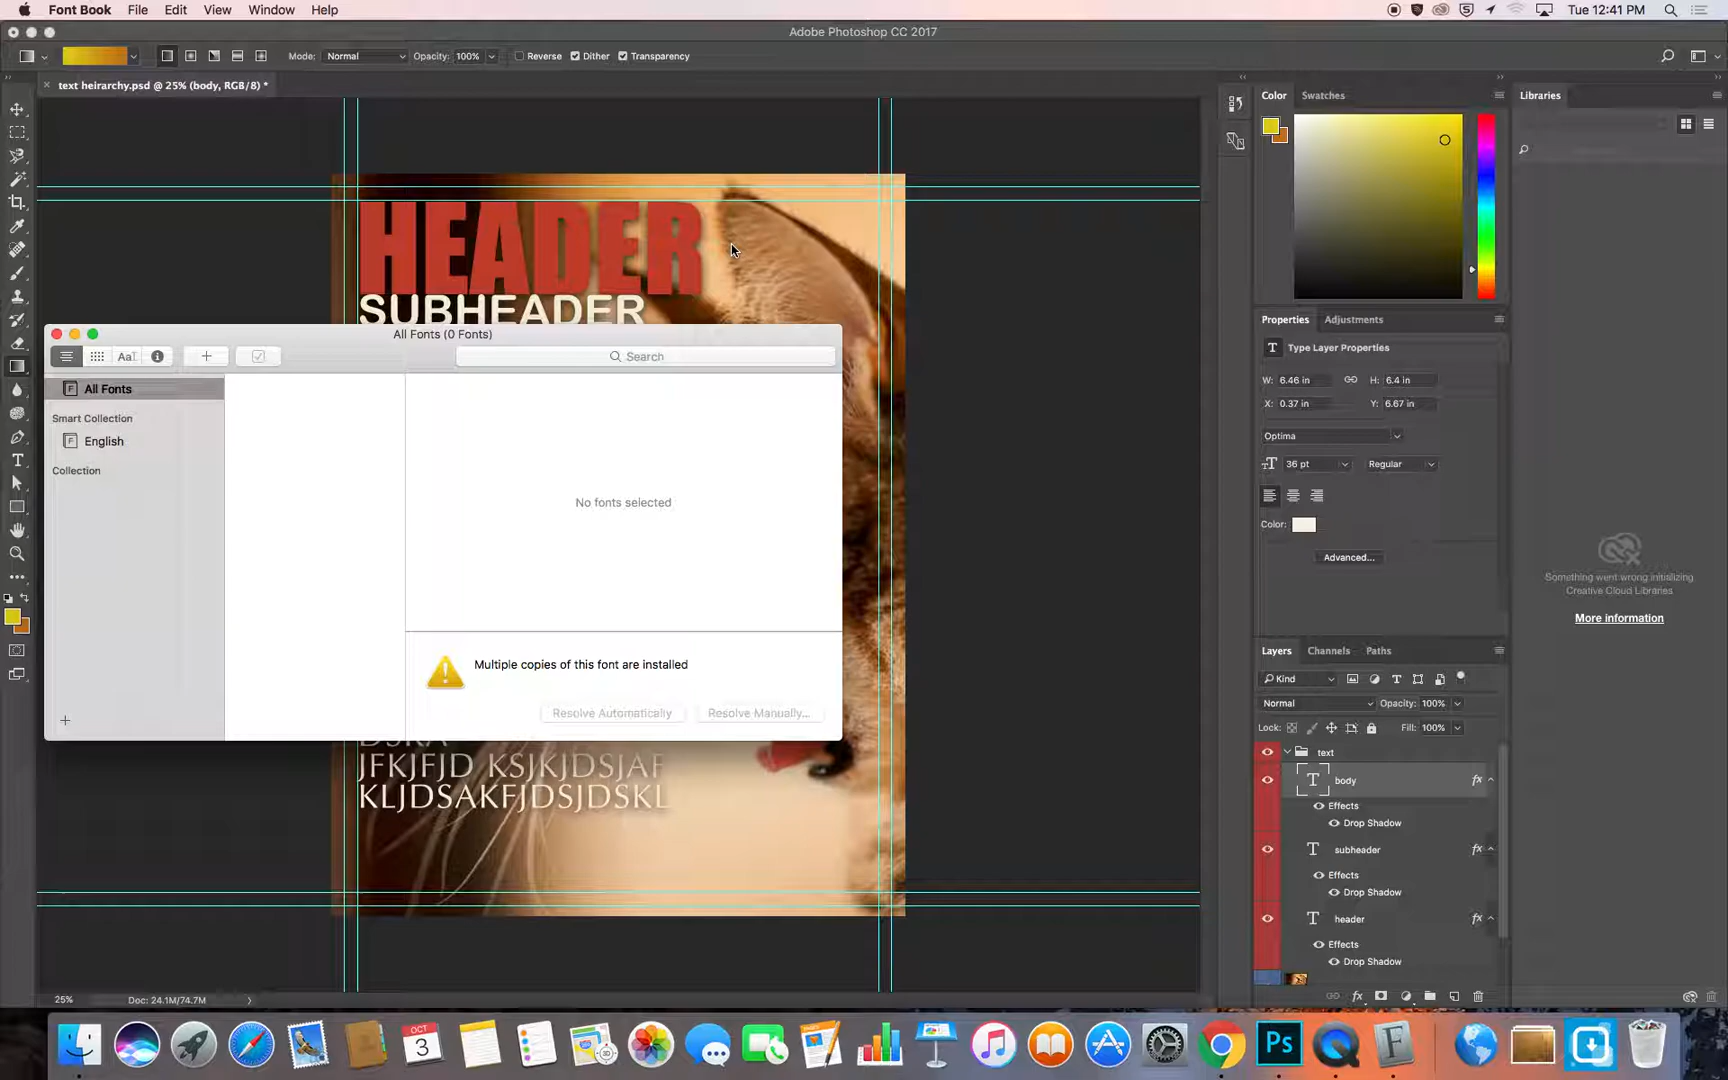 Font Book File Edit View Window Help Tue 12:41 PM
Adobe Photoshop CC 2017
Mode: Normal Opacity: 100% Reverse Dither Transparency
text heirarchy.psd @ 25% (body, RGB/8) *
Color Swatches Libraries
HEADER
SUBHEADER
All Fonts (0 Fonts)
Search
All Fonts
Smart Collection
English
Collection
No fonts selected
Multiple copies of this font are installed
Resolve Automatically Resolve Manually...
JFKJFJD KSJKJDSJAF
KLJDSAKFJDSJDSKL
Properties Adjustments
Type Layer Properties
W: 6.46 in H: 6.4 in
X: 0.37 in Y: 6.67 in
Optima
36 pt Regular
Color:
Advanced...
Something went wrong initializing
Creative Cloud Libraries
More information
Layers Channels Paths
Kind
Normal Opacity: 100%
Lock: Fill: 100%
text
body
Effects
Drop Shadow
subheader
Effects
Drop Shadow
header
Effects
Drop Shadow
25% Doc: 24.1M/74.7M
OCT
3
Ps